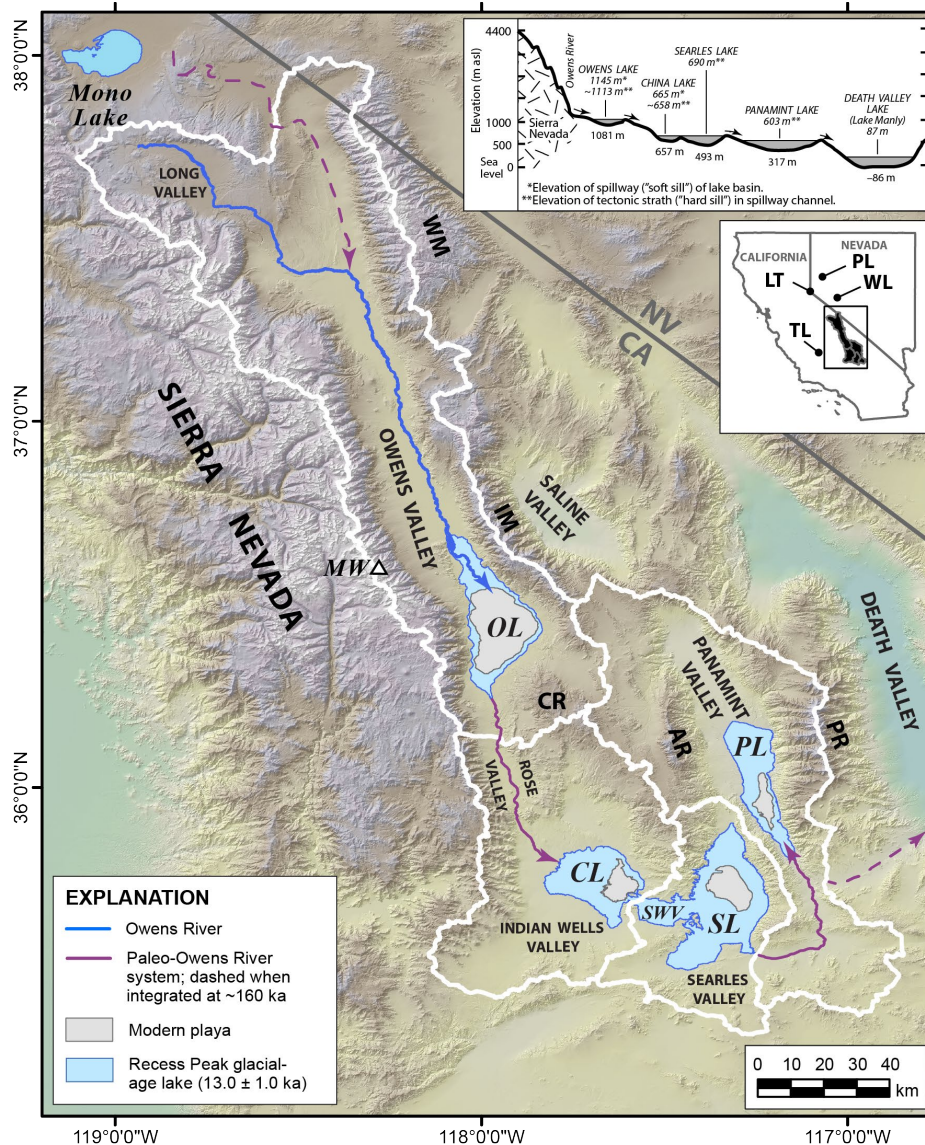 4400
1000
500
Sea
level
0
Elevation (m asl)
Sierra
Nevada
Owens River
OWENS LAKE
1145 m*
~1113 m**
1081 m
CHINA LAKE
665 m*
~658 m**
657 m
SEARLES LAKE
690 m**
493 m
PANAMINT LAKE
603 m**
317 m
DEATH VALLEY
LAKE
(Lake Manly)
87 m
–86 m
*Elevation of spillway ("soft sill") of lake basin.
**Elevation of tectonic strath ("hard sill") in spillway channel.
CALIFORNIA
NEVADA
PL
LT
WL
TL
38°0'0"N
37°0'0"N
36°0'0"N
Mono
Lake
LONG
VALLEY
WM
NV
CA
SIERRA
NEVADA
OWENS VALLEY
IM
SALINE
VALLEY
MW
OL
CR
PANAMINT
VALLEY
DEATH VALLEY
AR
PL
PR
ROSE
VALLEY
CL
SWV
SL
INDIAN WELLS
VALLEY
SEARLES
VALLEY
EXPLANATION
Owens River
Paleo-Owens River
system; dashed when
integrated at ~160 ka
Modern playa
Recess Peak glacial-
age lake (13.0 ± 1.0 ka)
0 10 20 30 40
km
119°0'0"W
118°0'0"W
117°0'0"W